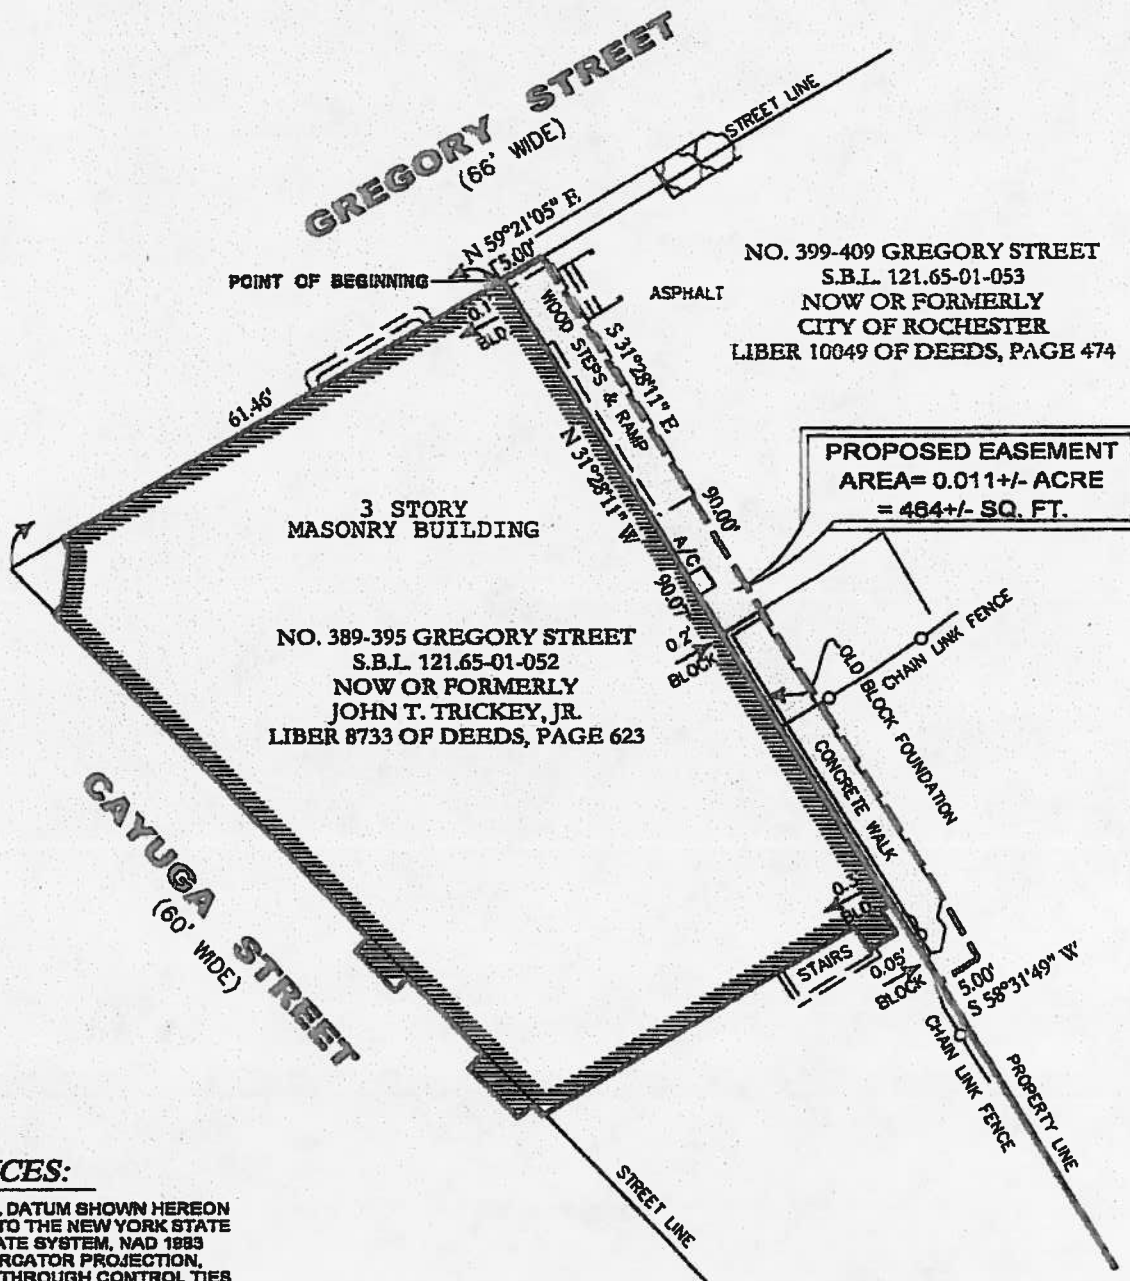 GREGORY STREET
(66' WIDE)
STREET LINE
N 59°21'05" E
5.00'
POINT OF BEGINNING
NO. 399-409 GREGORY STREET
S.B.L. 121.65-01-053
NOW OR FORMERLY
CITY OF ROCHESTER
LIBER 10049 OF DEEDS, PAGE 474
ASPHALT
WOOD STEPS & RAMP
S 31°28'11" E
90.00'
0.1'
BLD
61.46'
N 31°28'11" W
90.07'
PROPOSED EASEMENT
AREA= 0.011+/- ACRE
= 464+/- SQ. FT.
3 STORY
MASONRY BUILDING
A/C
0.2'
BLOCK
NO. 389-395 GREGORY STREET
S.B.L. 121.65-01-052
NOW OR FORMERLY
JOHN T. TRICKEY, JR.
LIBER 8733 OF DEEDS, PAGE 623
CHAIN LINK FENCE
OLD BLOCK FOUNDATION
CONCRETE WALK
CAYUGA STREET
(60' WIDE)
BLD
STAIRS
0.05'
BLOCK
5.00'
S 58°31'49" W
CHAIN LINK FENCE
PROPERTY LINE
STREET LINE
CES:
DATUM SHOWN HEREON
TO THE NEW YORK STATE
ATE SYSTEM, NAD 1983
RCATOR PROJECTION,
THROUGH CONTROL TIES